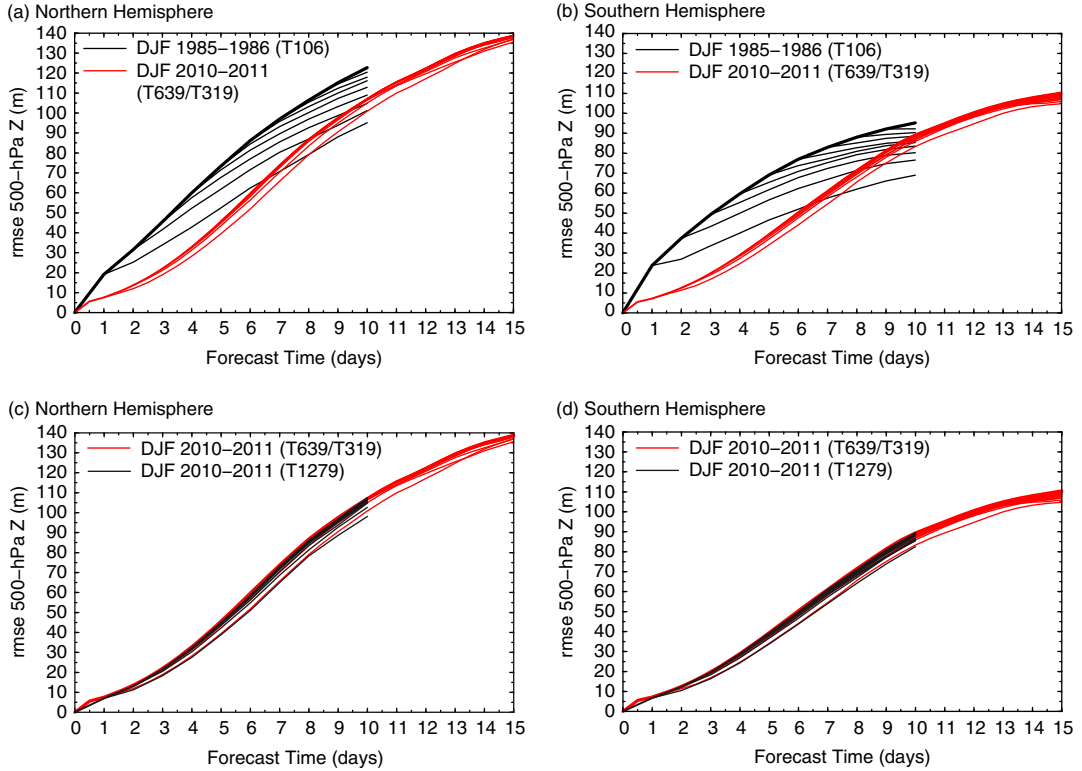 (a) Northern Hemisphere
DJF 1985–1986 (T106)
DJF 2010–2011
(T639/T319)
rmse 500–hPa Z (m)
140
130
120
110
100
90
80
70
60
50
40
30
20
10
0
0 1 2 3 4 5 6 7 8 9 10 11 12 13 14 15
Forecast Time (days)
(b) Southern Hemisphere
DJF 1985–1986 (T106)
DJF 2010–2011 (T639/T319)
rmse 500–hPa Z (m)
140
130
120
110
100
90
80
70
60
50
40
30
20
10
0
0 1 2 3 4 5 6 7 8 9 10 11 12 13 14 15
Forecast Time (days)
(c) Northern Hemisphere
DJF 2010–2011 (T639/T319)
DJF 2010–2011 (T1279)
rmse 500–hPa Z (m)
140
130
120
110
100
90
80
70
60
50
40
30
20
10
0
0 1 2 3 4 5 6 7 8 9 10 11 12 13 14 15
Forecast Time (days)
(d) Southern Hemisphere
DJF 2010–2011 (T639/T319)
DJF 2010–2011 (T1279)
rmse 500–hPa Z (m)
140
130
120
110
100
90
80
70
60
50
40
30
20
10
0
0 1 2 3 4 5 6 7 8 9 10 11 12 13 14 15
Forecast Time (days)